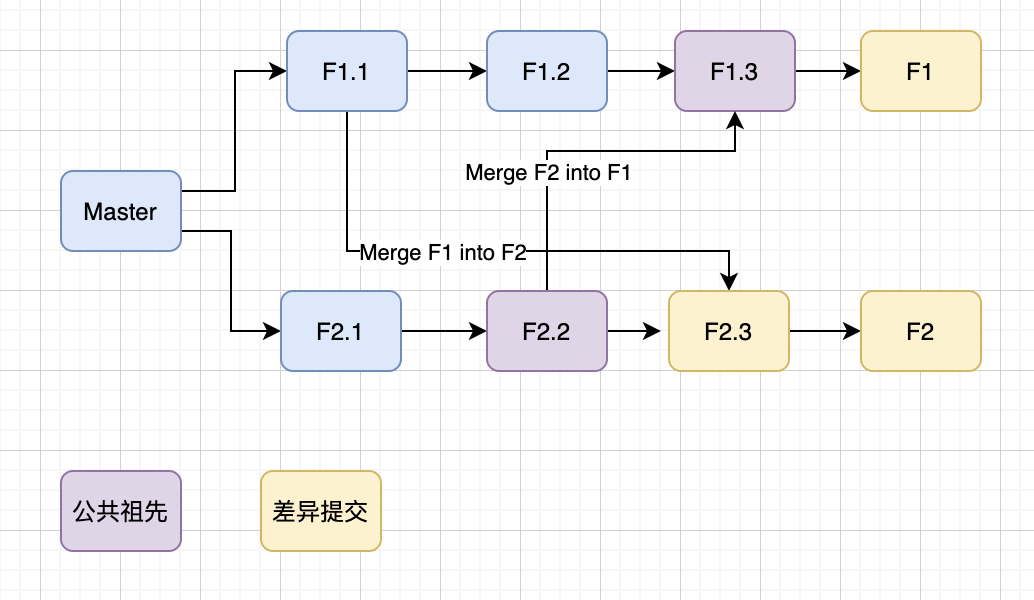 F1.1
F1.2
F1.3
F1
Merge F2 into F1
Master
Merge F1 into F2
F2.1
F2.2
F2.3
F2
公共祖先
差异提交